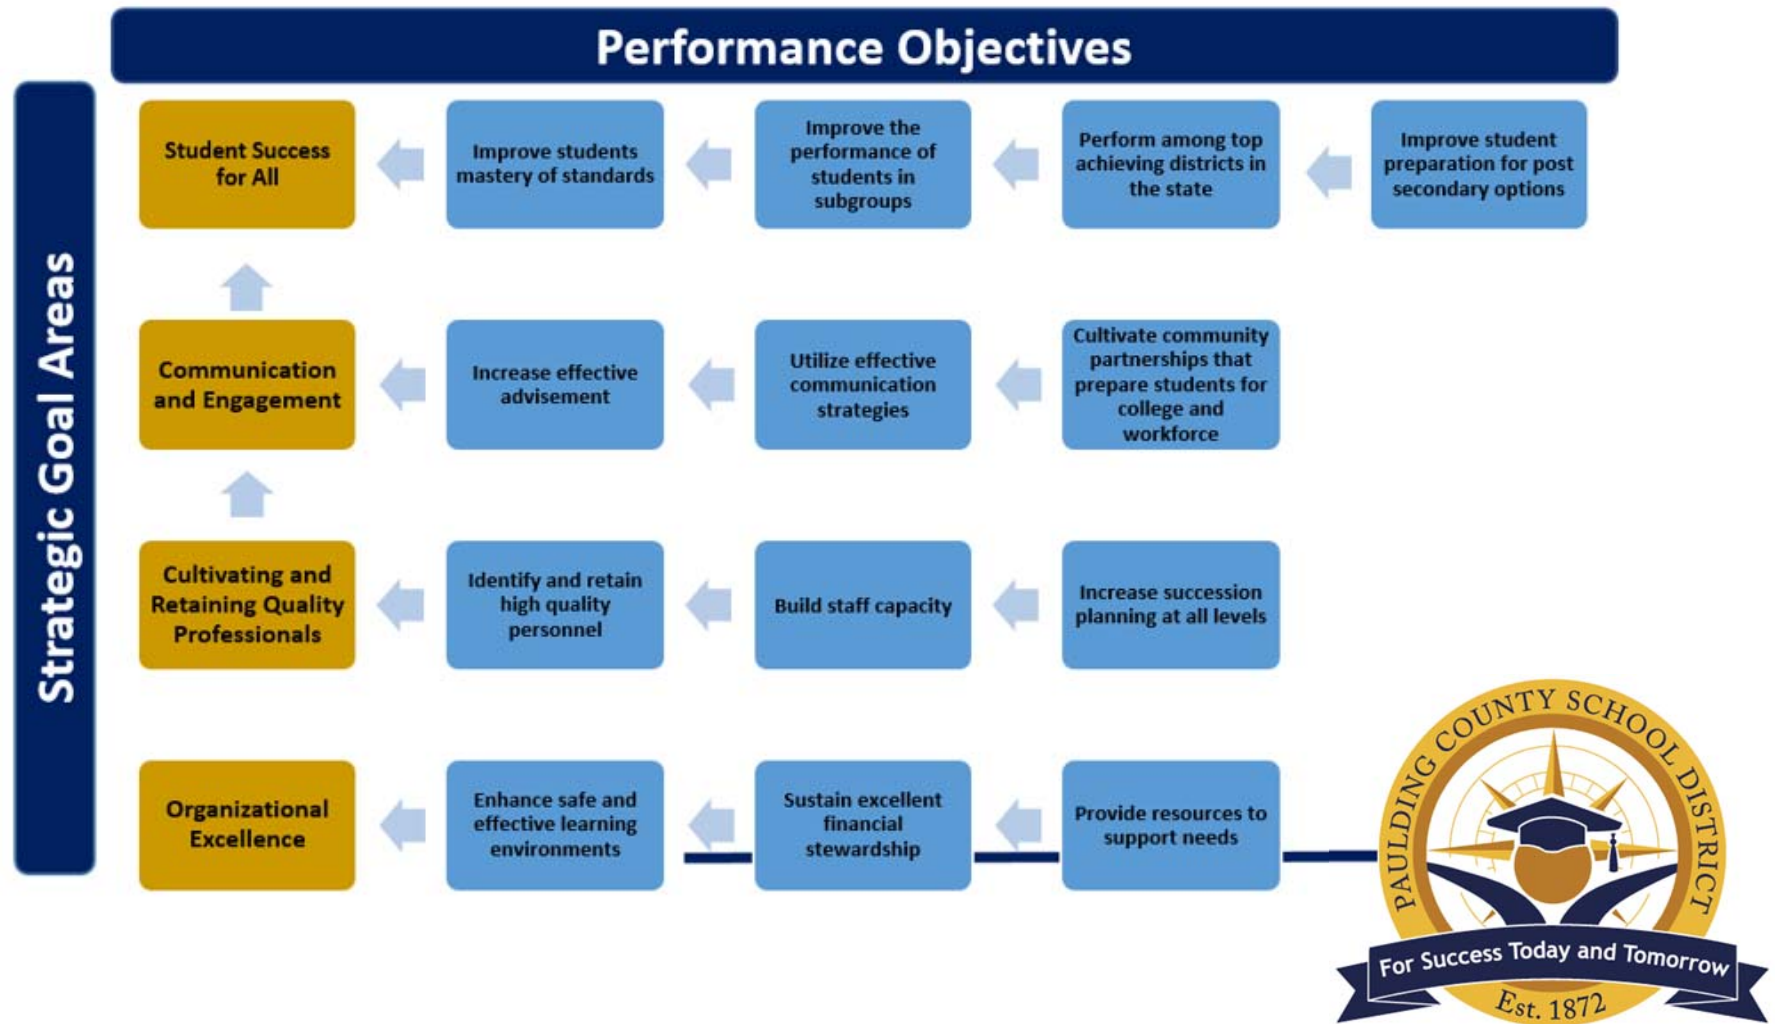 Performance Objectives
Strategic Goal Areas
Student Success
for All
Improve students
mastery of standards
Improve the
performance of
students in
subgroups
Perform among top
achieving districts in
the state
Improve student
preparation for post
secondary options
Communication
and Engagement
Increase effective
advisement
Utilize effective
communication
strategies
Cultivate community
partnerships that
prepare students for
college and
workforce
Cultivating and
Retaining Quality
Professionals
Identify and retain
high quality
personnel
Build staff capacity
Increase succession
planning at all levels
Organizational
Excellence
Enhance safe and
effective learning
environments
Sustain excellent
financial
stewardship
Provide resources to
support needs
PAULDING COUNTY SCHOOL DISTRICT
For Success Today and Tomorrow
Est. 1872